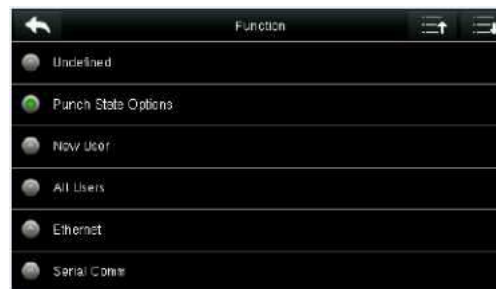 Function
Undefined
Punch State Options
New User
All Users
Ethernet
Serial Comm